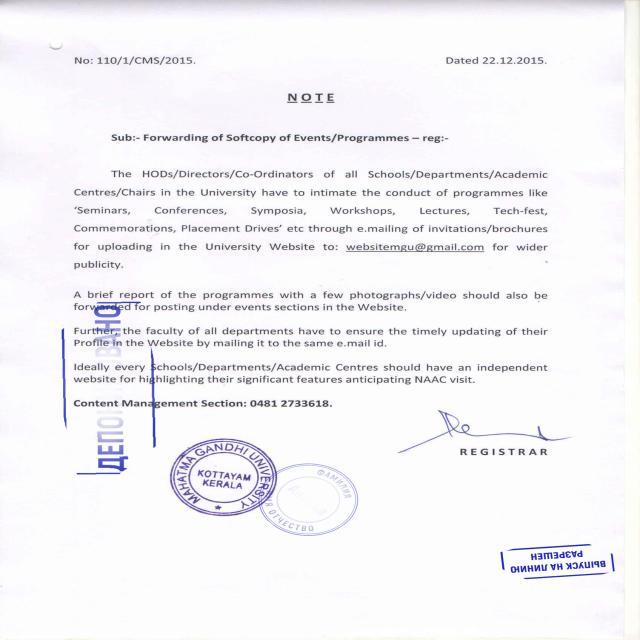 No: 110/1/CMS/2015. Dated 22.12.2015.
NOTE
Sub:- Forwarding of Softcopy of Events/Programmes – reg:-
The HODs/Directors/Co-Ordinators of all Schools/Departments/Academic
Centres/Chairs in the University have to intimate the conduct of programmes like
‘Seminars, Conferences, Symposia, Workshops, Lectures, Tech-fest,
Commemorations, Placement Drives’ etc through e.mailing of invitations/brochures
for uploading in the University Website to: websitemgu@gmail.com for wider
publicity.
A brief report of the programmes with a few photographs/video should also be
forwarded for posting under events sections in the Website.
Further, the faculty of all departments have to ensure the timely updating of their
Profile in the Website by mailing it to the same e.mail id.
Ideally every Schools/Departments/Academic Centres should have an independent
website for highlighting their significant features anticipating NAAC visit.
Content Management Section: 0481 2733618.
REGISTRAR
ДЕПОНИРОВАНО
MAHATMA GANDHI UNIVERSITY
KOTTAYAM
KERALA
ФАМИЛИЯ
ОТЧЕСТВО
ВЫПУСК НА ЛИНИЮ
РАЗРЕШЕН